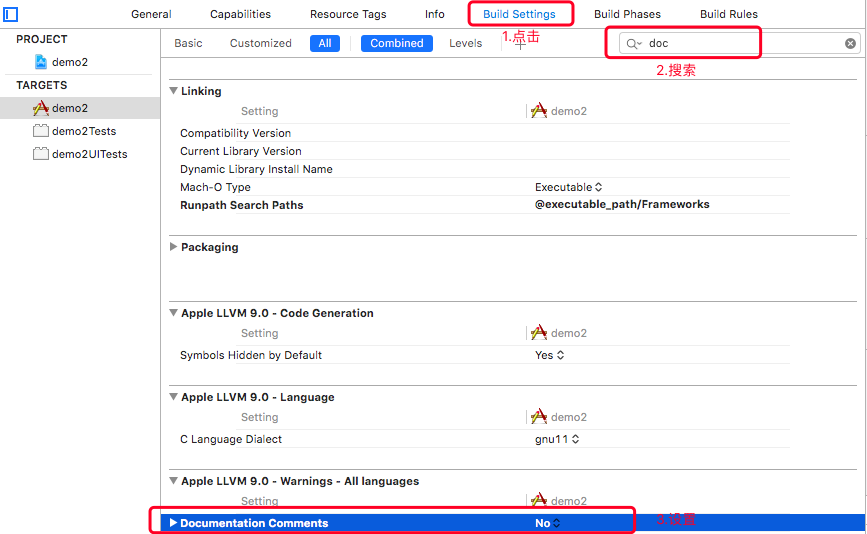 General Capabilities Resource Tags Info Build Settings Build Phases Build Rules
PROJECT
demo2
TARGETS
demo2
demo2Tests
demo2UITests
Basic Customized All Combined Levels +
1.点击
doc
2.搜索
Linking
Setting demo2
Compatibility Version
Current Library Version
Dynamic Library Install Name
Mach-O Type Executable
Runpath Search Paths @executable_path/Frameworks
Packaging
Apple LLVM 9.0 - Code Generation
Setting demo2
Symbols Hidden by Default Yes
Apple LLVM 9.0 - Language
Setting demo2
C Language Dialect gnu11
Apple LLVM 9.0 - Warnings - All languages
Setting demo2
Documentation Comments No
3.设置